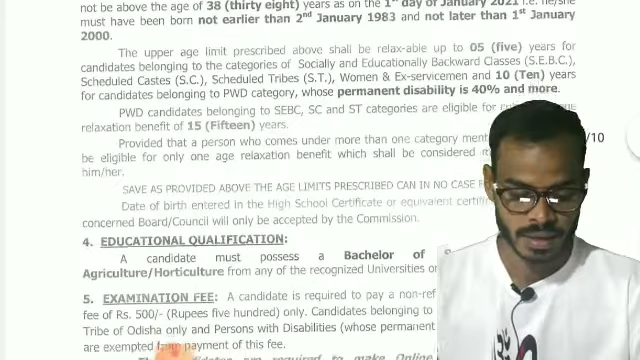 not be above the age of 38 (thirty eight) years as on the 1st day of January 2021 i.e. he/she
must have been born not earlier than 2nd January 1983 and not later than 1st January
2000.
The upper age limit prescribed above shall be relax-able up to 05 (five) years for
candidates belonging to the categories of Socially and Educationally Backward Classes (S.E.B.C.),
Scheduled Castes (S.C.), Scheduled Tribes (S.T.), Women & Ex-servicemen and 10 (Ten) years
for candidates belonging to PWD category, whose permanent disability is 40% and more.
PWD candidates belonging to SEBC, SC and ST categories are eligible for
relaxation benefit of 15 (Fifteen) years.
Provided that a person who comes under more than one category /10
be eligible for only one age relaxation benefit which shall be considered
him/her.
SAVE AS PROVIDED ABOVE THE AGE LIMITS PRESCRIBED CAN IN NO CASE
Date of birth entered in the High School Certificate or equivalent
concerned Board/Council will only be accepted by the Commission.
4. EDUCATIONAL QUALIFICATION:
A candidate must possess a Bachelor of
Agriculture/Horticulture from any of the recognized Universities or
5. EXAMINATION FEE: A candidate is required to pay a
fee of Rs. 500/- (Rupees five hundred) only. Candidates belonging to
Tribe of Odisha only and Persons with Disabilities (whose permanent
are exempted from payment of this fee.
are required to make Online